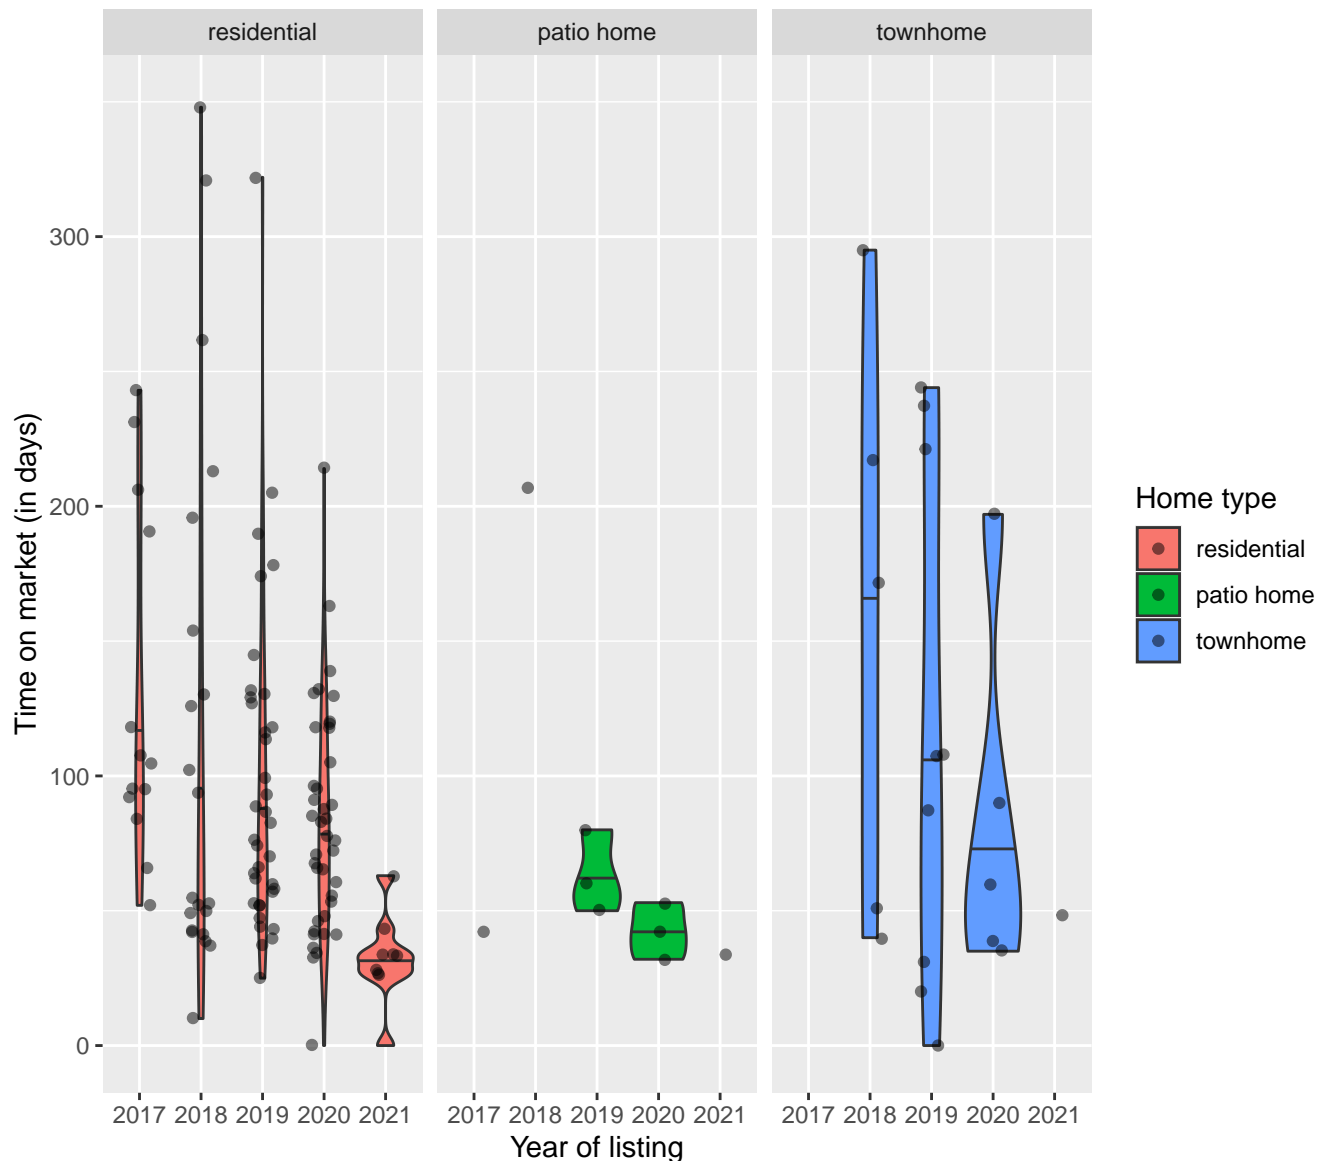 residential patio home townhome
300
200
100
0
Time on market (in days)
2017 2018 2019 2020 2021 2017 2018 2019 2020 2021 2017 2018 2019 2020 2021
Year of listing
Home type
residential
patio home
townhome